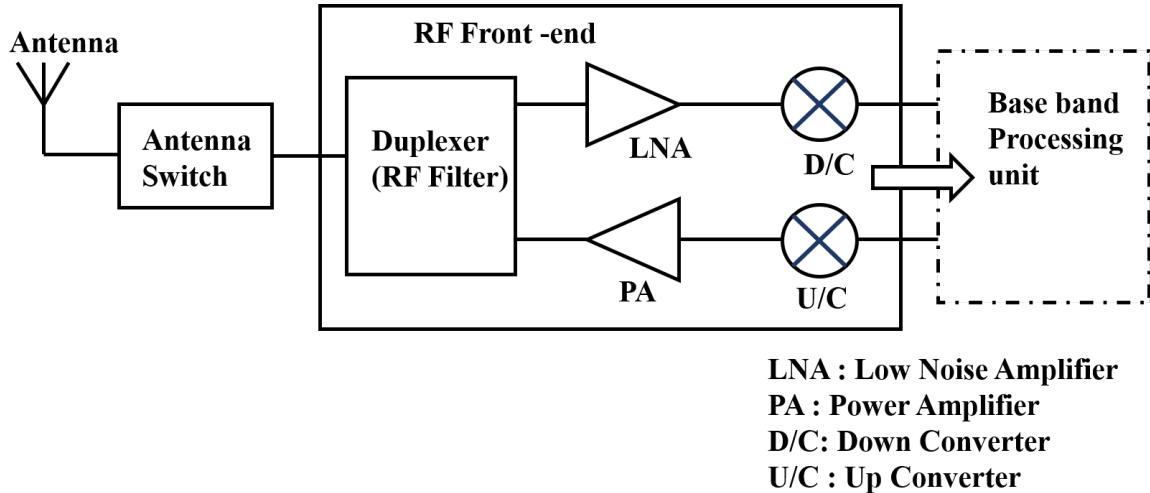 Antenna
Antenna
Switch
RF Front -end
Duplexer
(RF Filter)
LNA
D/C
PA
U/C
Base band
Processing
unit
LNA : Low Noise Amplifier
PA : Power Amplifier
D/C: Down Converter
U/C : Up Converter